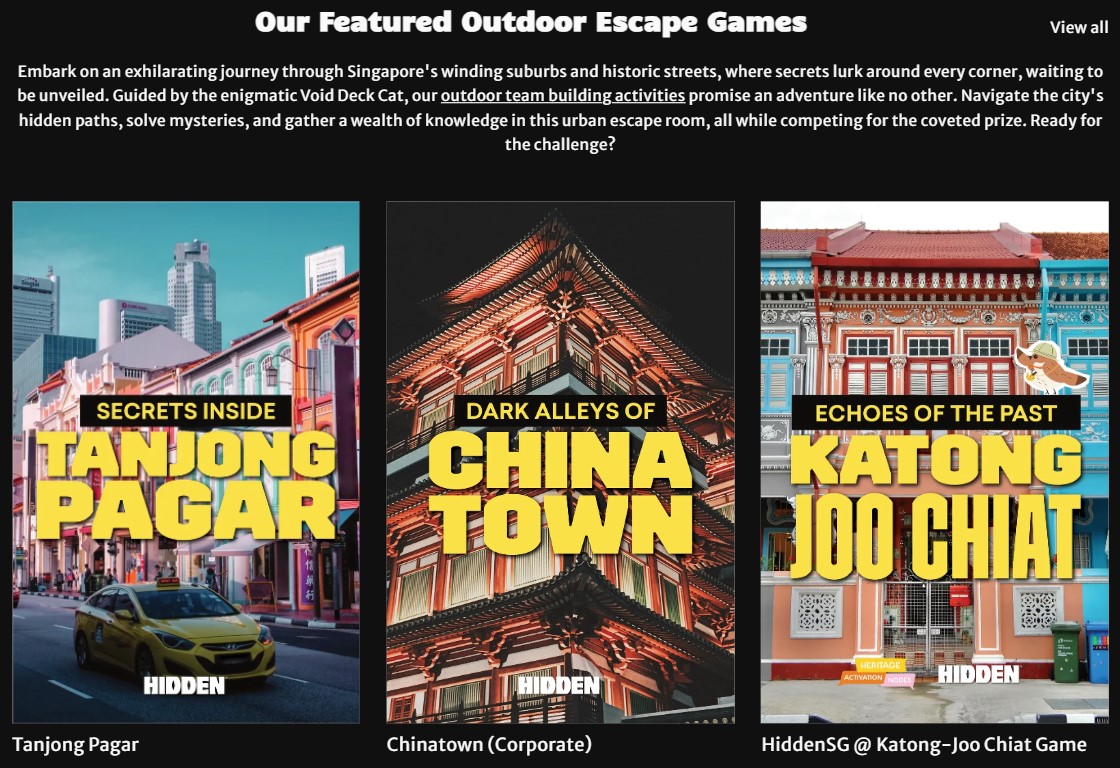 Our Featured Outdoor Escape Games
View all
Embark on an exhilarating journey through Singapore's winding suburbs and historic streets, where secrets lurk around every corner, waiting to
be unveiled. Guided by the enigmatic Void Deck Cat, our outdoor team building activities promise an adventure like no other. Navigate the city's
hidden paths, solve mysteries, and gather a wealth of knowledge in this urban escape room, all while competing for the coveted prize. Ready for
the challenge?
Singtel
SECRETS INSIDE
TANJONG
PAGAR
HIDDEN
Tanjong Pagar
DARK ALLEYS OF
CHINA
TOWN
HIDDEN
Chinatown (Corporate)
ECHOES OF THE PAST
KATONG
JOO CHIAT
HERITAGE
ACTIVATION NODES
HIDDEN
HiddenSG @ Katong-Joo Chiat Game